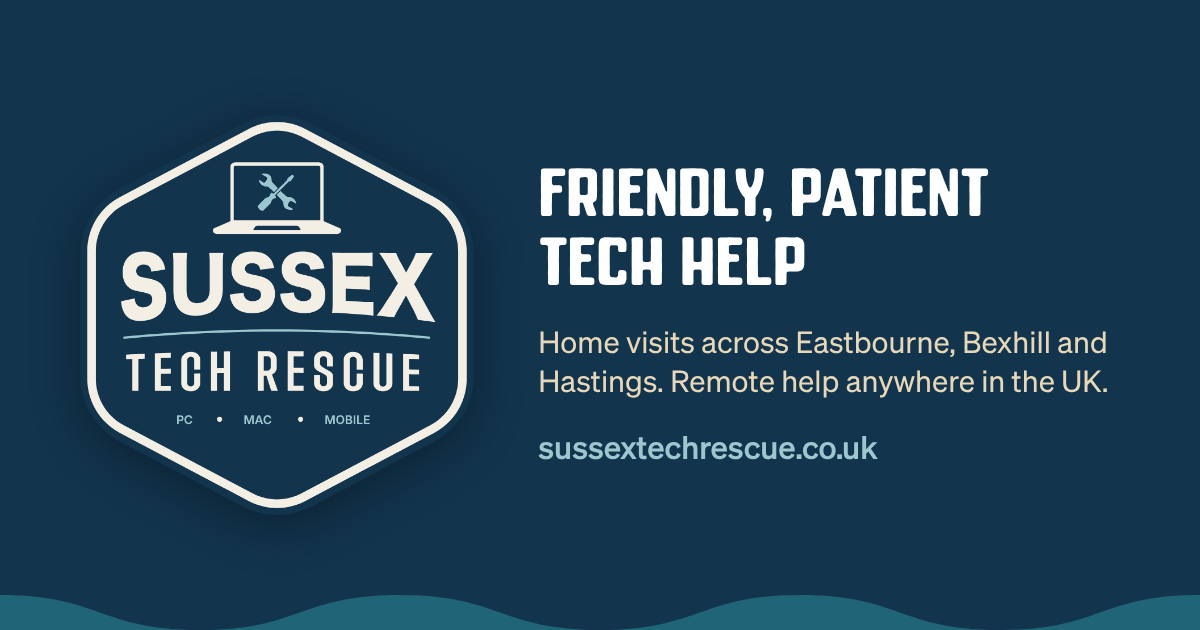 SUSSEX
TECH RESCUE
PC • MAC • MOBILE
FRIENDLY, PATIENT
TECH HELP
Home visits across Eastbourne, Bexhill and
Hastings. Remote help anywhere in the UK.
sussextechrescue.co.uk